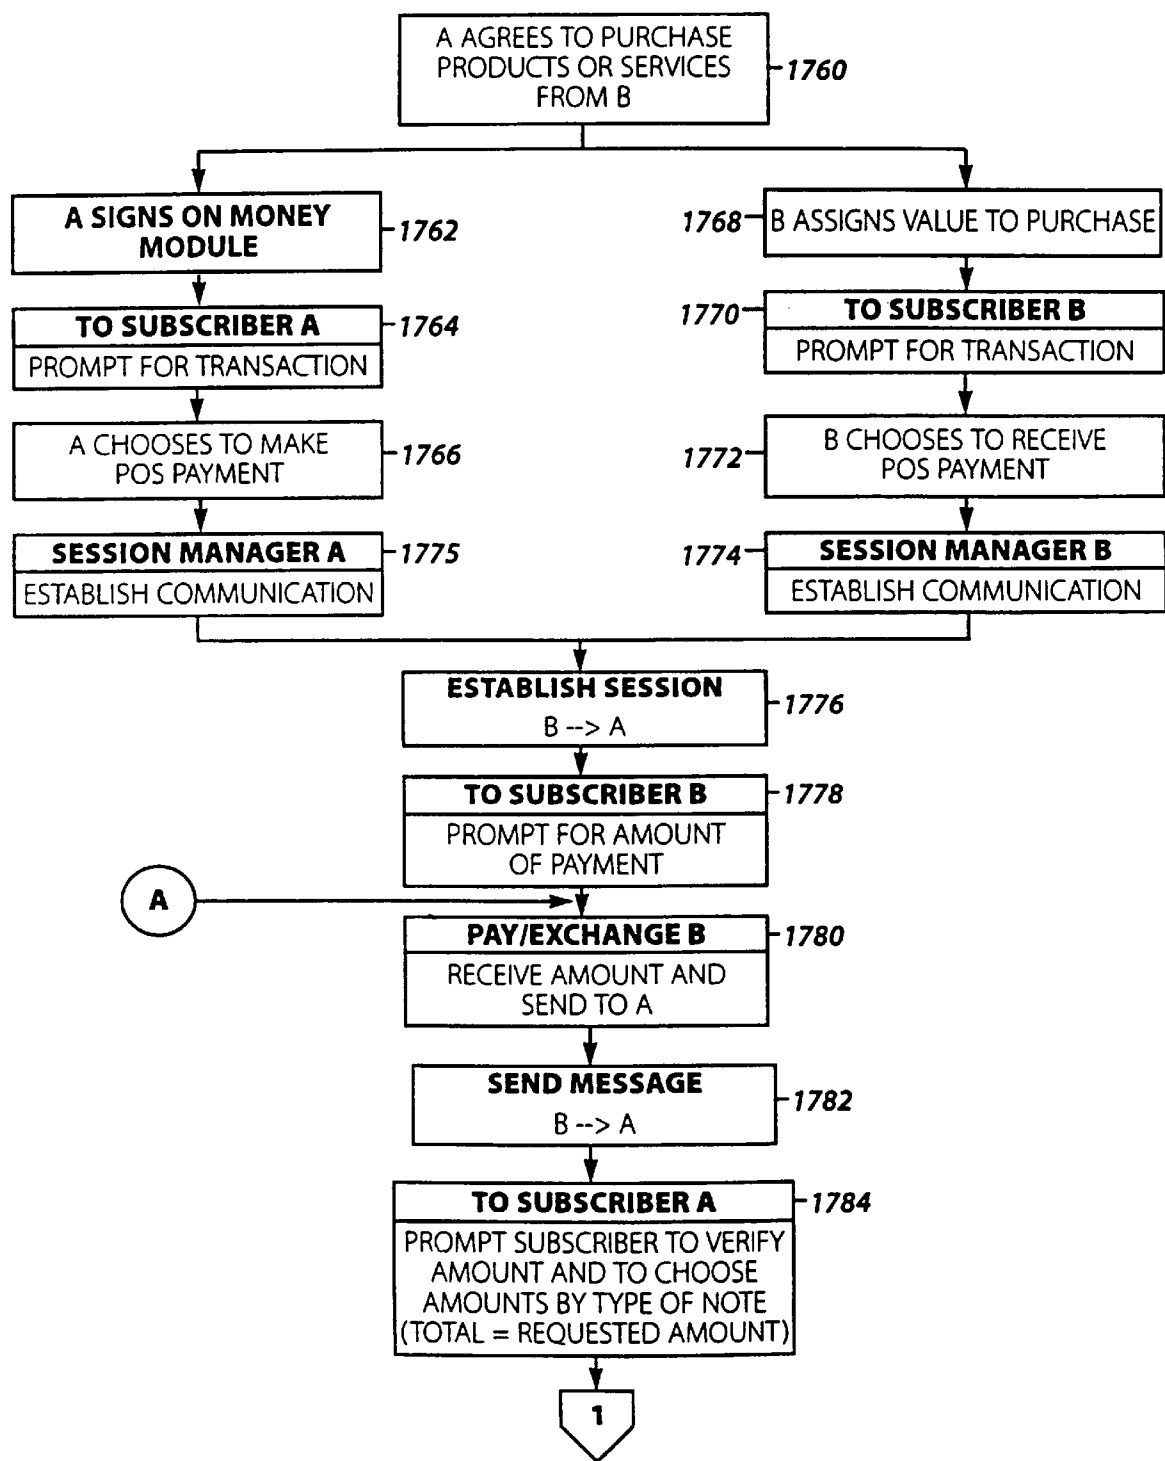 A AGREES TO PURCHASE
PRODUCTS OR SERVICES
FROM B
1760
A SIGNS ON MONEY
MODULE
1762
TO SUBSCRIBER A
1764
PROMPT FOR TRANSACTION
A CHOOSES TO MAKE
POS PAYMENT
1766
SESSION MANAGER A
1775
ESTABLISH COMMUNICATION
1768
B ASSIGNS VALUE TO PURCHASE
1770
TO SUBSCRIBER B
PROMPT FOR TRANSACTION
1772
B CHOOSES TO RECEIVE
POS PAYMENT
1774
SESSION MANAGER B
ESTABLISH COMMUNICATION
ESTABLISH SESSION
B --> A
1776
TO SUBSCRIBER B
1778
PROMPT FOR AMOUNT
OF PAYMENT
A
PAY/EXCHANGE B
1780
RECEIVE AMOUNT AND
SEND TO A
SEND MESSAGE
B --> A
1782
TO SUBSCRIBER A
1784
PROMPT SUBSCRIBER TO VERIFY
AMOUNT AND TO CHOOSE
AMOUNTS BY TYPE OF NOTE
(TOTAL = REQUESTED AMOUNT)
1